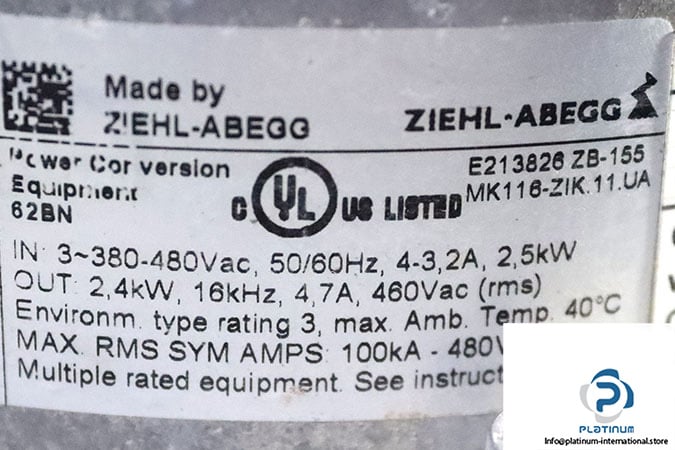 Made by
ZIEHL-ABEGG
ZIEHL-ABEGG
Power Conversion
Equipment
62BN
C UL US LISTED
E213826 ZB-155
MK116-ZIK.11.UA
IN: 3~380-480Vac, 50/60Hz, 4-3,2A, 2,5kW
OUT: 2,4kW, 16kHz, 4,7A, 460Vac (rms)
Environm. type rating 3, max. Amb. Temp. 40°C
MAX. RMS SYM AMPS: 100kA - 480V
Multiple rated equipment. See instruct
PLATINUM
Info@platinum-international.store